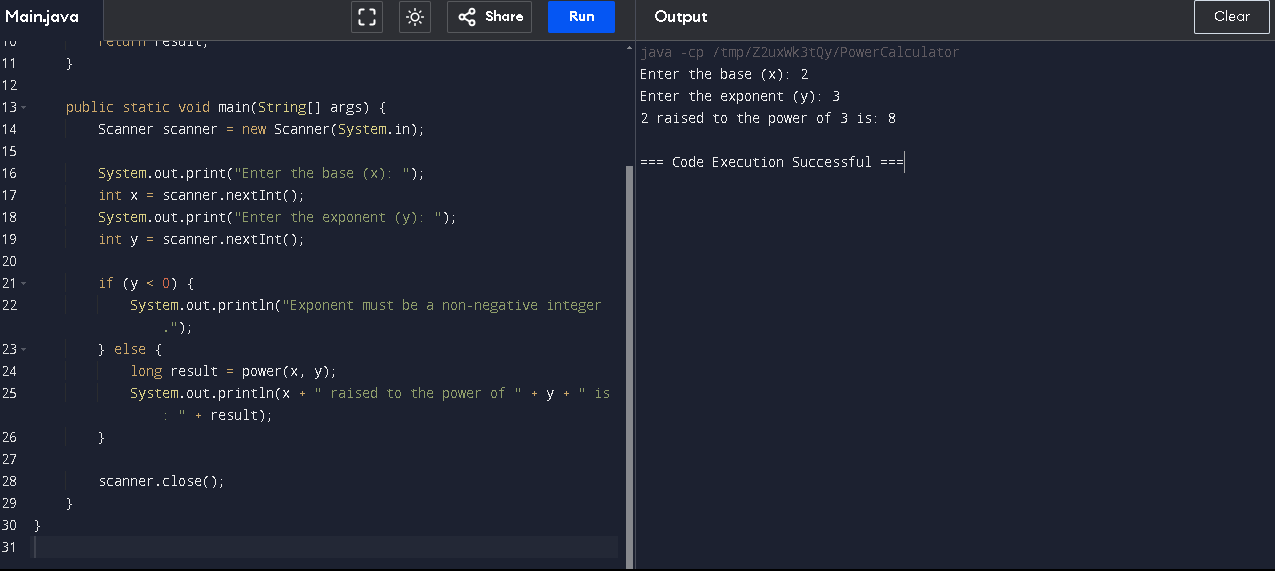 Main.java
Share
Run
Output
Clear
10 return result;
11 }
12
13 public static void main(String[] args) {
14 Scanner scanner = new Scanner(System.in);
15
16 System.out.print("Enter the base (x): ");
17 int x = scanner.nextInt();
18 System.out.print("Enter the exponent (y): ");
19 int y = scanner.nextInt();
20
21 if (y < 0) {
22 System.out.println("Exponent must be a non-negative integer
.");
23 } else {
24 long result = power(x, y);
25 System.out.println(x + " raised to the power of " + y + " is
: " + result);
26 }
27
28 scanner.close();
29 }
30 }
31
java -cp /tmp/Z2uxWk3tQy/PowerCalculator
Enter the base (x): 2
Enter the exponent (y): 3
2 raised to the power of 3 is: 8
=== Code Execution Successful ===